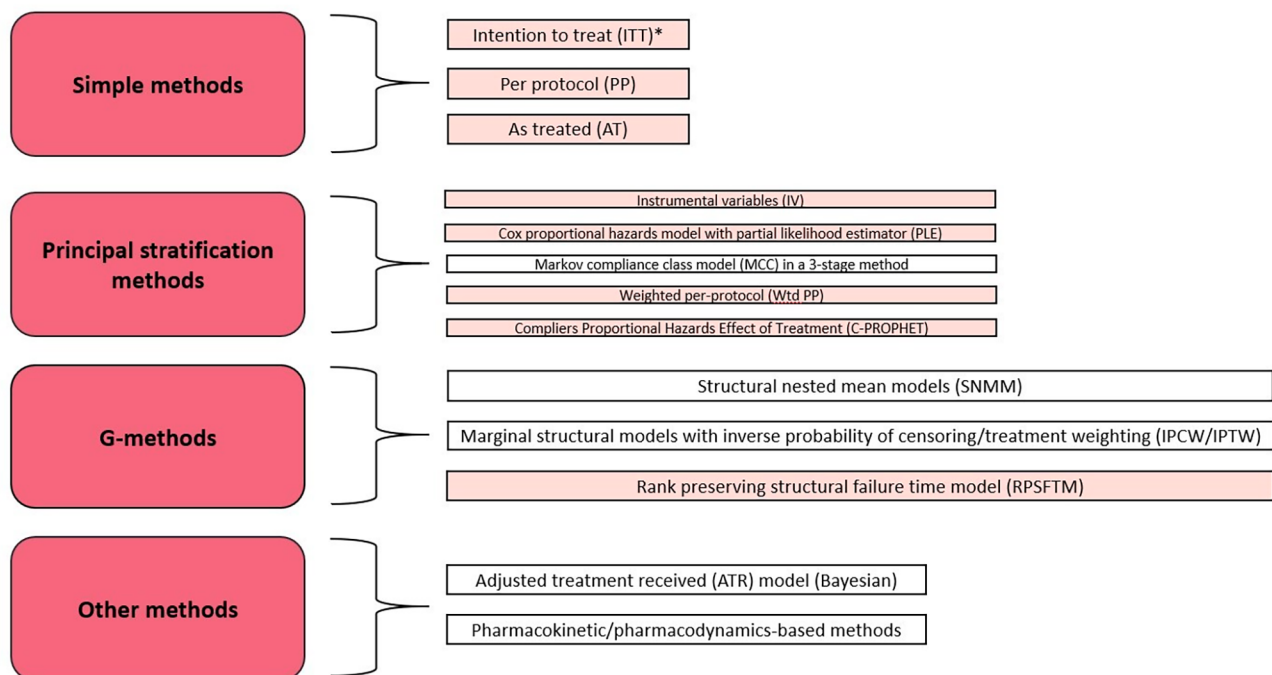 Simple methods
Intention to treat (ITT)*
Per protocol (PP)
As treated (AT)
Principal stratification
methods
Instrumental variables (IV)
Cox proportional hazards model with partial likelihood estimator (PLE)
Markov compliance class model (MCC) in a 3-stage method
Weighted per-protocol (Wtd PP)
Compliers Proportional Hazards Effect of Treatment (C-PROPHET)
G-methods
Structural nested mean models (SNMM)
Marginal structural models with inverse probability of censoring/treatment weighting (IPCW/IPTW)
Rank preserving structural failure time model (RPSFTM)
Other methods
Adjusted treatment received (ATR) model (Bayesian)
Pharmacokinetic/pharmacodynamics-based methods